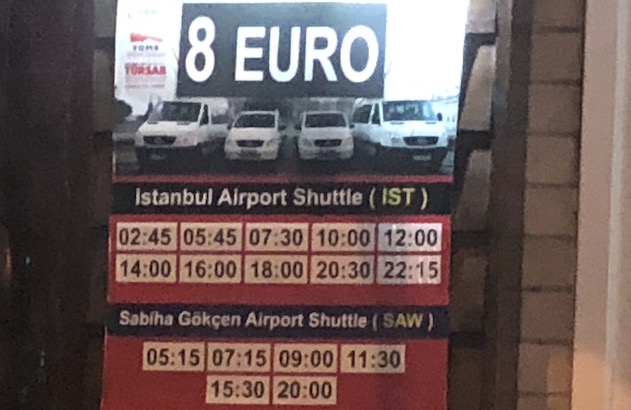 TÜRSAB
8 EURO
Istanbul Airport Shuttle ( IST )
02:45 05:45 07:30 10:00 12:00
14:00 16:00 18:00 20:30 22:15
Sabiha Gökçen Airport Shuttle ( SAW )
05:15 07:15 09:00 11:30
15:30 20:00